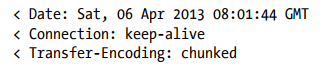 < Date: Sat, 06 Apr 2013 08:01:44 GMT
< Connection: keep-alive
< Transfer-Encoding: chunked